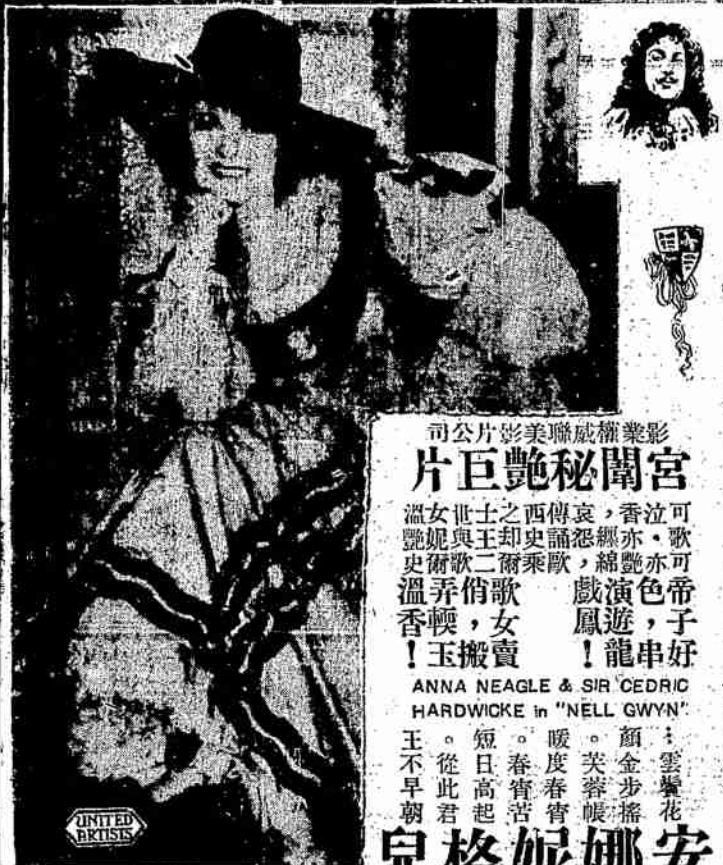 影業權威聯美影片公司
宮闈秘艷巨片
可歌可
泣・亦
香亦艷
，纏綿
哀怨，
傳誦歐
西史乘
之却爾
士王二
世與歌
女妮爾
溫艷史
帝子好
色，串
演遊龍
戲鳳！
歌女賣
俏，搬
弄輭玉
溫香！
ANNA NEAGLE & SIR CEDRIC
HARDWICKE in "NELL GWYN"
雲鬢花
顏金步搖
。芙蓉帳
暖度春宵
。春宵苦
短日高起
。從此君
王不早朝
安娜妮格兒
UNITED
ARTISTS